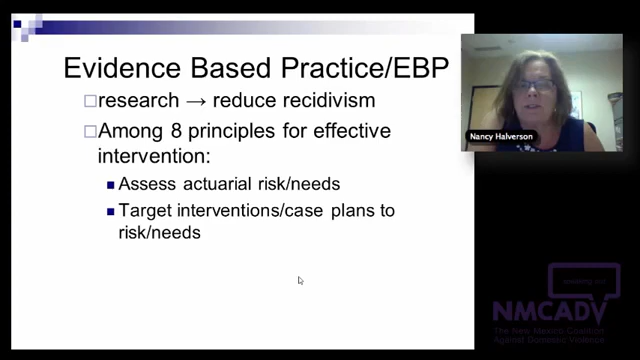 Evidence Based Practice/EBP
research → reduce recidivism
Among 8 principles for effective
intervention:
Assess actuarial risk/needs
Target interventions/case plans to
risk/needs
Nancy Halverson
NMCADV
The New Mexico Coalition
Against Domestic Violence